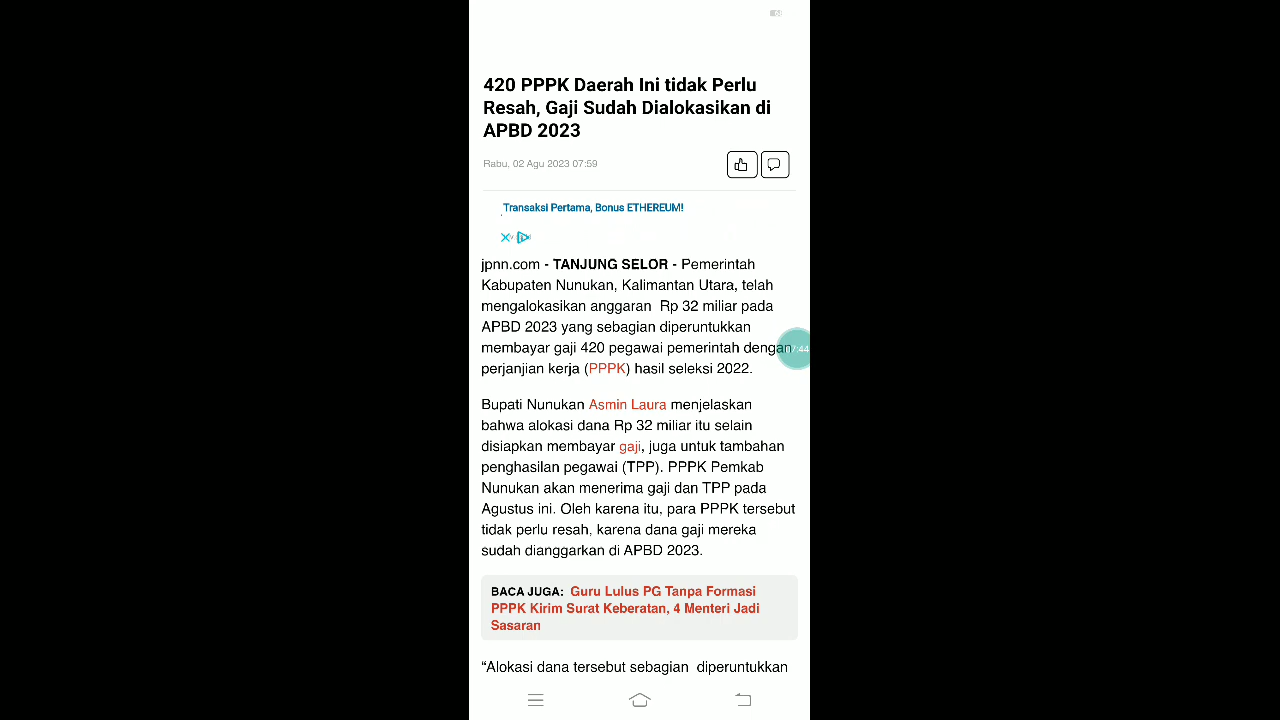 420 PPPK Daerah Ini tidak Perlu
Resah, Gaji Sudah Dialokasikan di
APBD 2023
Rabu, 02 Agu 2023 07:59
Transaksi Pertama, Bonus ETHEREUM!
jpnn.com - TANJUNG SELOR - Pemerintah
Kabupaten Nunukan, Kalimantan Utara, telah
mengalokasikan anggaran Rp 32 miliar pada
APBD 2023 yang sebagian diperuntukkan
membayar gaji 420 pegawai pemerintah dengan
perjanjian kerja (PPPK) hasil seleksi 2022.
Bupati Nunukan Asmin Laura menjelaskan
bahwa alokasi dana Rp 32 miliar itu selain
disiapkan membayar gaji, juga untuk tambahan
penghasilan pegawai (TPP). PPPK Pemkab
Nunukan akan menerima gaji dan TPP pada
Agustus ini. Oleh karena itu, para PPPK tersebut
tidak perlu resah, karena dana gaji mereka
sudah dianggarkan di APBD 2023.
BACA JUGA: Guru Lulus PG Tanpa Formasi
PPPK Kirim Surat Keberatan, 4 Menteri Jadi
Sasaran
“Alokasi dana tersebut sebagian diperuntukkan